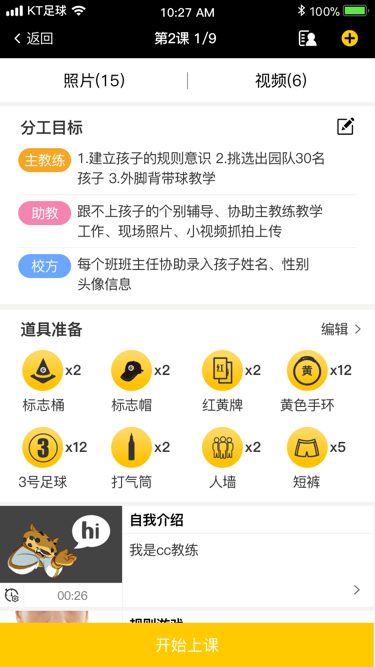 KT足球
10:27 AM
100%
返回
第2课 1/9
照片(15)
视频(6)
分工目标
主教练
1.建立孩子的规则意识 2.挑选出园队30名
孩子 3.外脚背带球教学
助教
跟不上孩子的个别辅导、协助主教练教学
工作、现场照片、小视频抓拍上传
校方
每个班班主任协助录入孩子姓名、性别
头像信息
道具准备
编辑
x2
x2
红
x2
黄
x12
标志桶
标志帽
红黄牌
黄色手环
3
x12
x2
x2
x5
3号足球
打气筒
人墙
短裤
hi
自我介绍
我是cc教练
00:26
规则游戏
开始上课